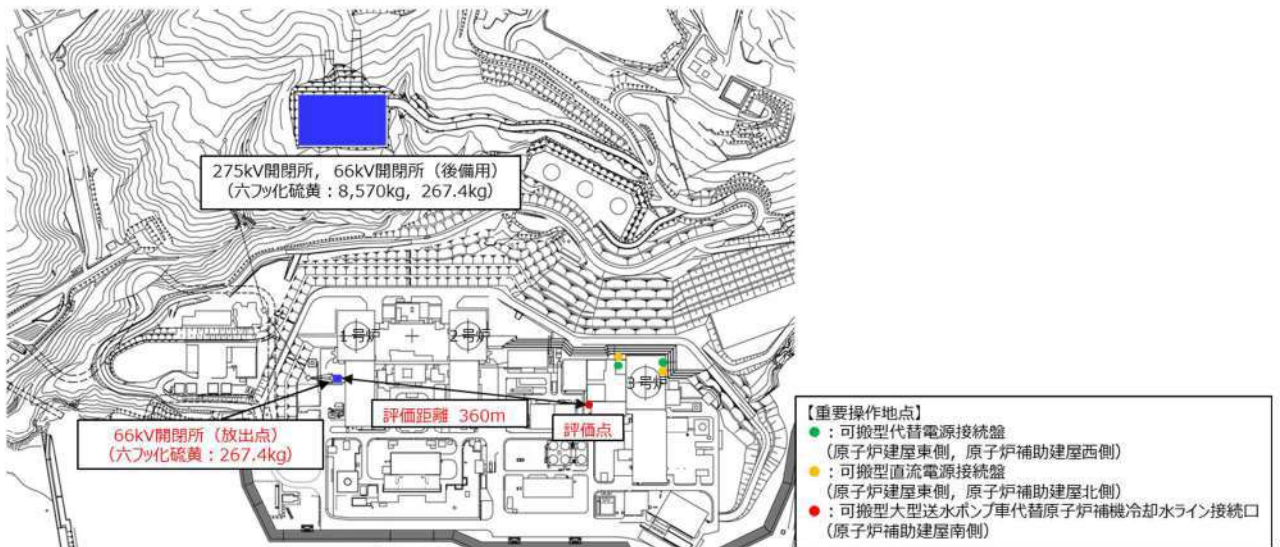 275kV開閉所, 66kV開閉所（後備用）
（六フッ化硫黄：8,570kg, 267.4kg）
1号炉
2号炉
3号炉
評価距離 360m
評価点
66kV開閉所（放出点）
（六フッ化硫黄：267.4kg）
【重要操作地点】
●：可搬型代替電源接続盤
（原子炉建屋東側，原子炉補助建屋西側）
●：可搬型直流電源接続盤
（原子炉建屋東側，原子炉補助建屋北側）
●：可搬型大型送水ポンプ車代替原子炉補機冷却水ライン接続口
（原子炉補助建屋南側）